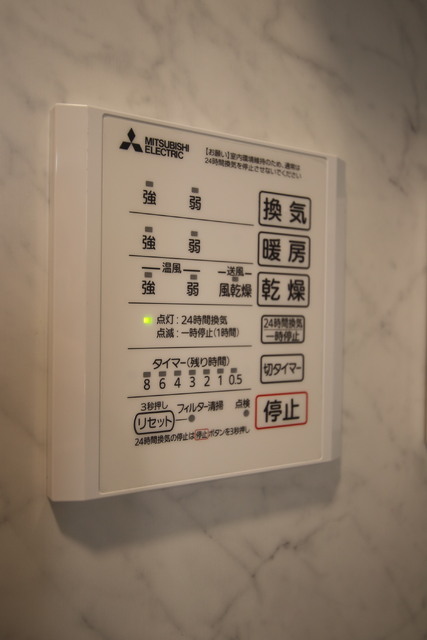 MITSUBISHI
ELECTRIC
【お願い】室内環境維持のため、通常は
24時間換気を停止させないでください
強 弱 換気
強 弱 暖房
温風 送風
強 弱 風乾燥 乾燥
点灯：24時間換気
点滅：一時停止(1時間)
24時間換気
一時停止
タイマー(残り時間)
8 6 4 3 2 1 0.5
切タイマー
3秒押し
リセット フィルター清掃 点検
停止
24時間換気の停止は停止ボタンを3秒押し